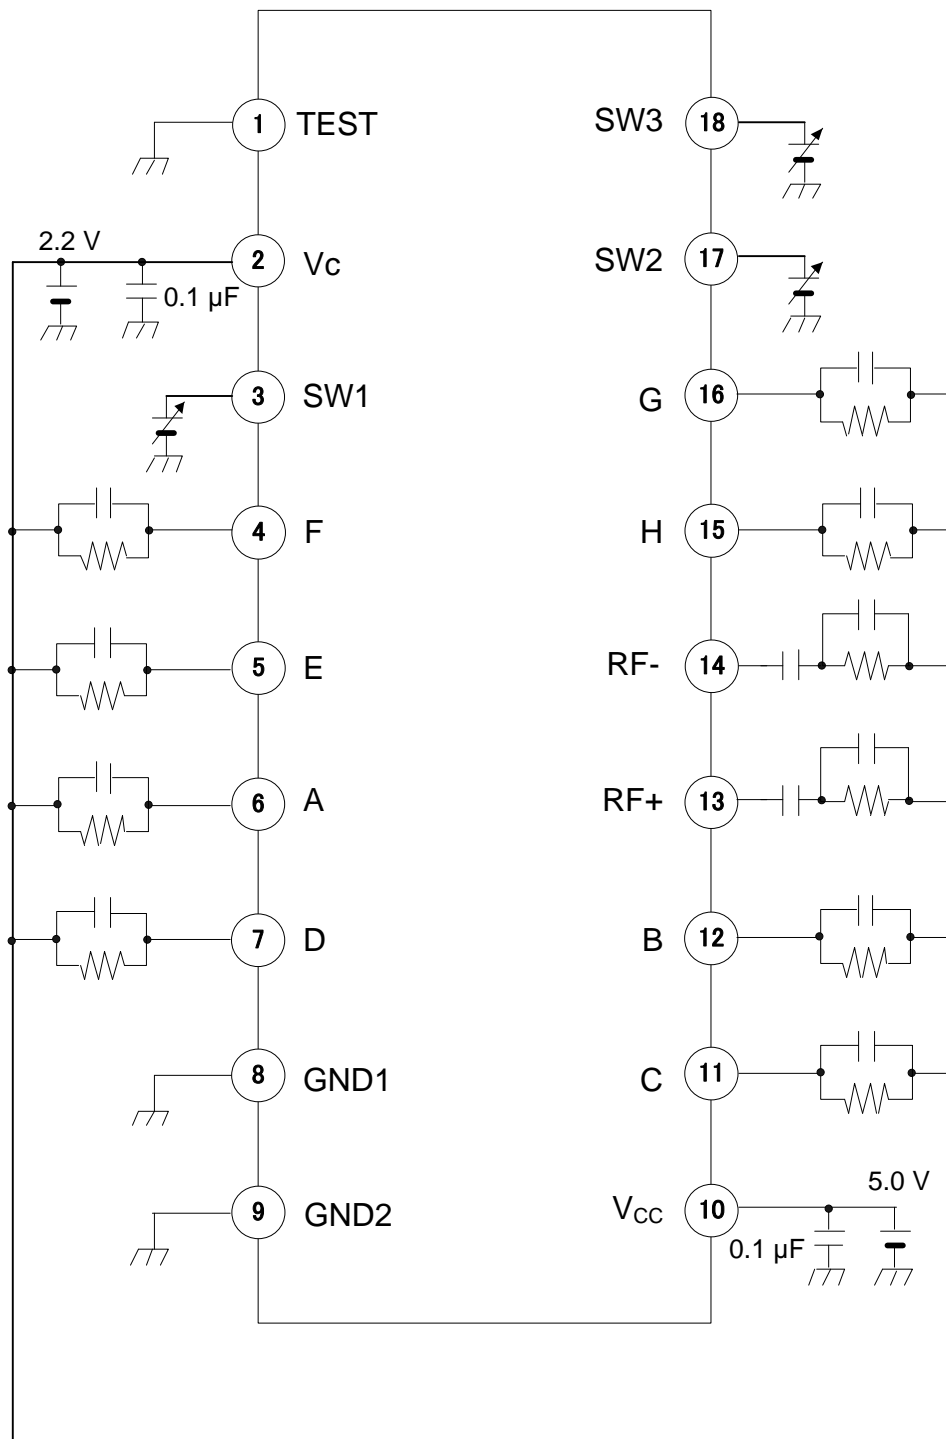 1 TEST
SW3 18
2.2 V
2 Vc
0.1 µF
SW2 17
3 SW1
G 16
4 F
H 15
5 E
RF- 14
6 A
RF+ 13
7 D
B 12
8 GND1
C 11
9 GND2
5.0 V
VCC 10
0.1 µF